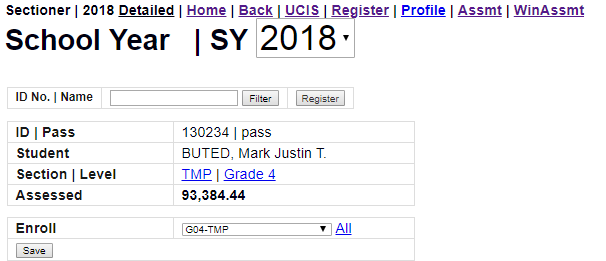 Sectioner | 2018 Detailed | Home | Back | UCIS | Register | Profile | Assmt | WinAssmt
School Year | SY 2018
ID No. | Name Filter Register
ID | Pass 130234 | pass
Student BUTED, Mark Justin T.
Section | Level TMP | Grade 4
Assessed 93,384.44
Enroll G04-TMP All
Save